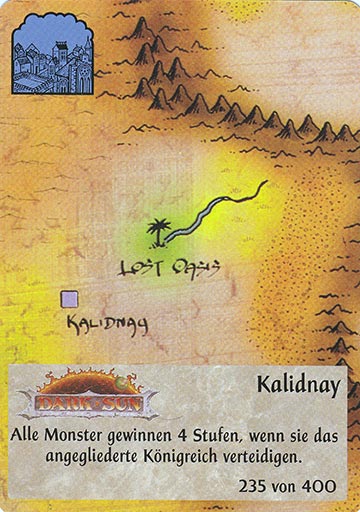 Lost Oasis
Kalidnay
Kalidnay
DARK SUN
Alle Monster gewinnen 4 Stufen, wenn sie das
angegliederte Königreich verteidigen.
235 von 400